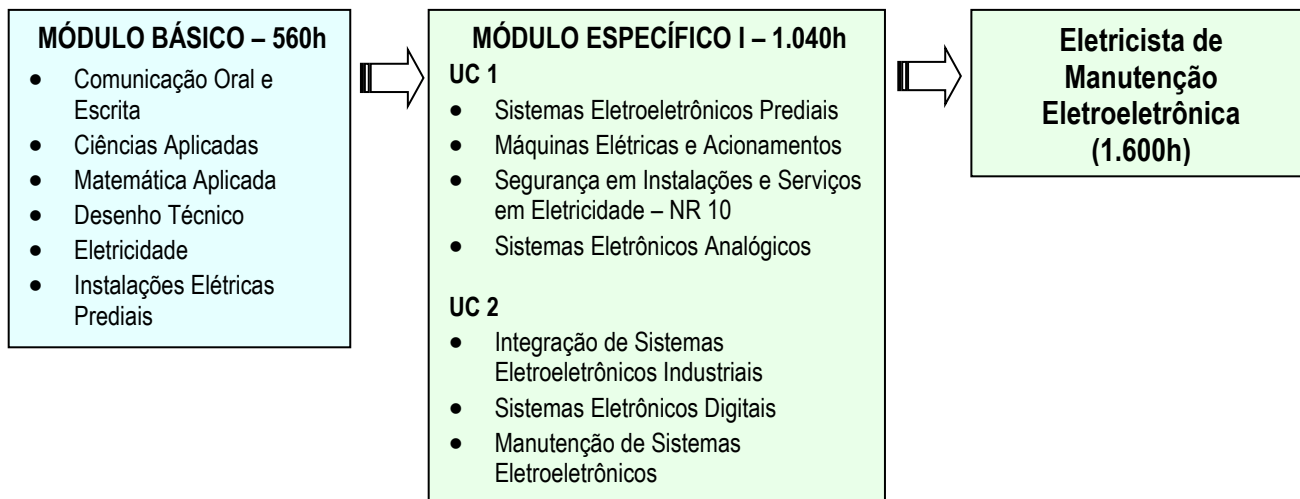 MÓDULO BÁSICO – 560h
● Comunicação Oral e
Escrita
● Ciências Aplicadas
● Matemática Aplicada
● Desenho Técnico
● Eletricidade
● Instalações Elétricas
Prediais
MÓDULO ESPECÍFICO I – 1.040h
UC 1
● Sistemas Eletroeletrônicos Prediais
● Máquinas Elétricas e Acionamentos
● Segurança em Instalações e Serviços
em Eletricidade – NR 10
● Sistemas Eletrônicos Analógicos
UC 2
● Integração de Sistemas
Eletroeletrônicos Industriais
● Sistemas Eletrônicos Digitais
● Manutenção de Sistemas
Eletroeletrônicos
Eletricista de
Manutenção
Eletroeletrônica
(1.600h)